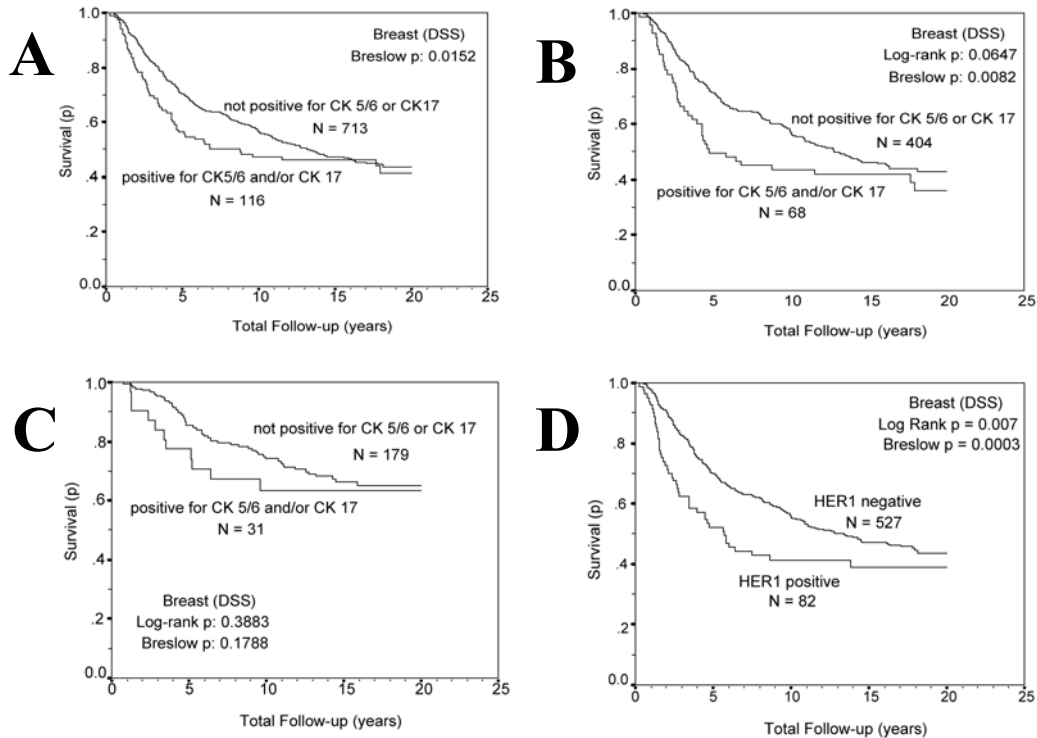 A
Breast (DSS)
Breslow p: 0.0152
not positive for CK 5/6 or CK17
N = 713
positive for CK5/6 and/or CK 17
N = 116
Survival (p)
1.0
.8
.6
.4
.2
0.0
0 5 10 15 20 25
Total Follow-up (years)
B
Breast (DSS)
Log-rank p: 0.0647
Breslow p: 0.0082
not positive for CK 5/6 or CK 17
N = 404
positive for CK 5/6 and/or CK 17
N = 68
Survival (p)
1.0
.8
.6
.4
.2
0.0
0 5 10 15 20 25
Total Follow-up (years)
C
not positive for CK 5/6 or CK 17
N = 179
positive for CK 5/6 and/or CK 17
N = 31
Breast (DSS)
Log-rank p: 0.3883
Breslow p: 0.1788
Survival (p)
1.0
.8
.6
.4
.2
0.0
0 5 10 15 20 25
Total Follow-up (years)
D
Breast (DSS)
Log Rank p = 0.007
Breslow p = 0.0003
HER1 negative
N = 527
HER1 positive
N = 82
Survival (p)
1.0
.8
.6
.4
.2
0.0
0 5 10 15 20 25
Total Follow-up (years)